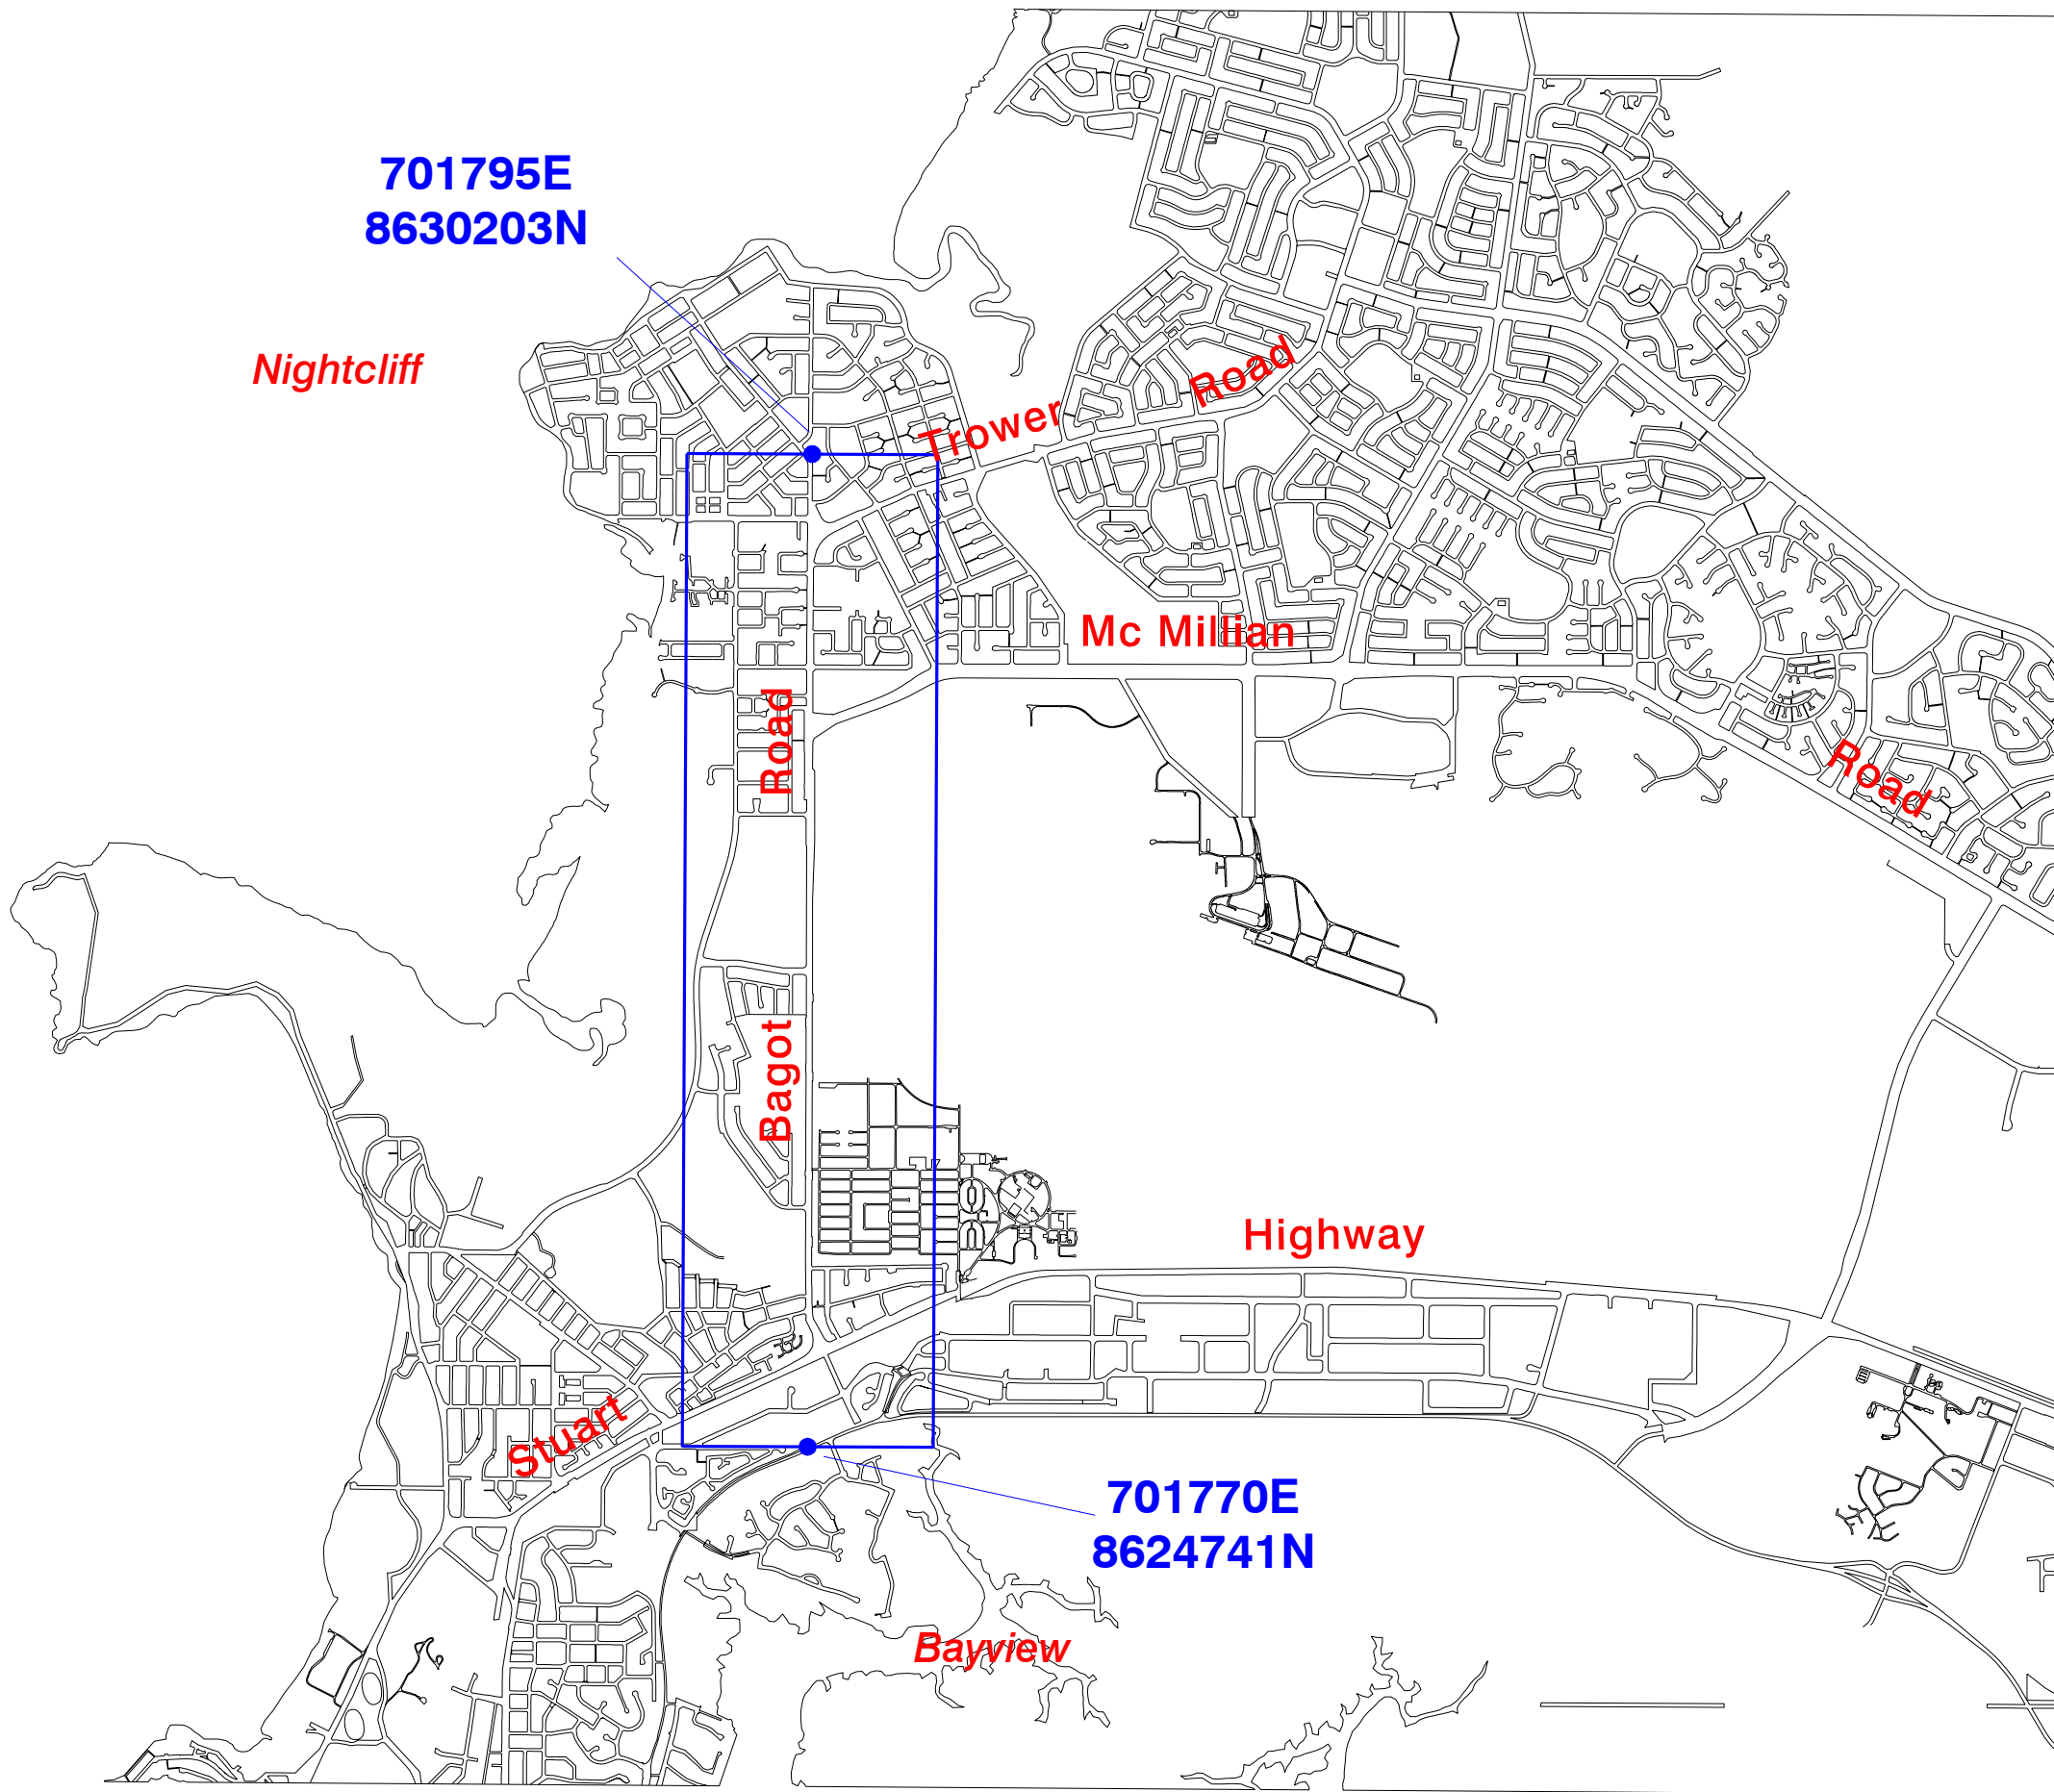 701795E
8630203N
Nightcliff
Trower Road
Mc Millian Road
Bagot Road
Stuart Highway
701770E
8624741N
Bayview